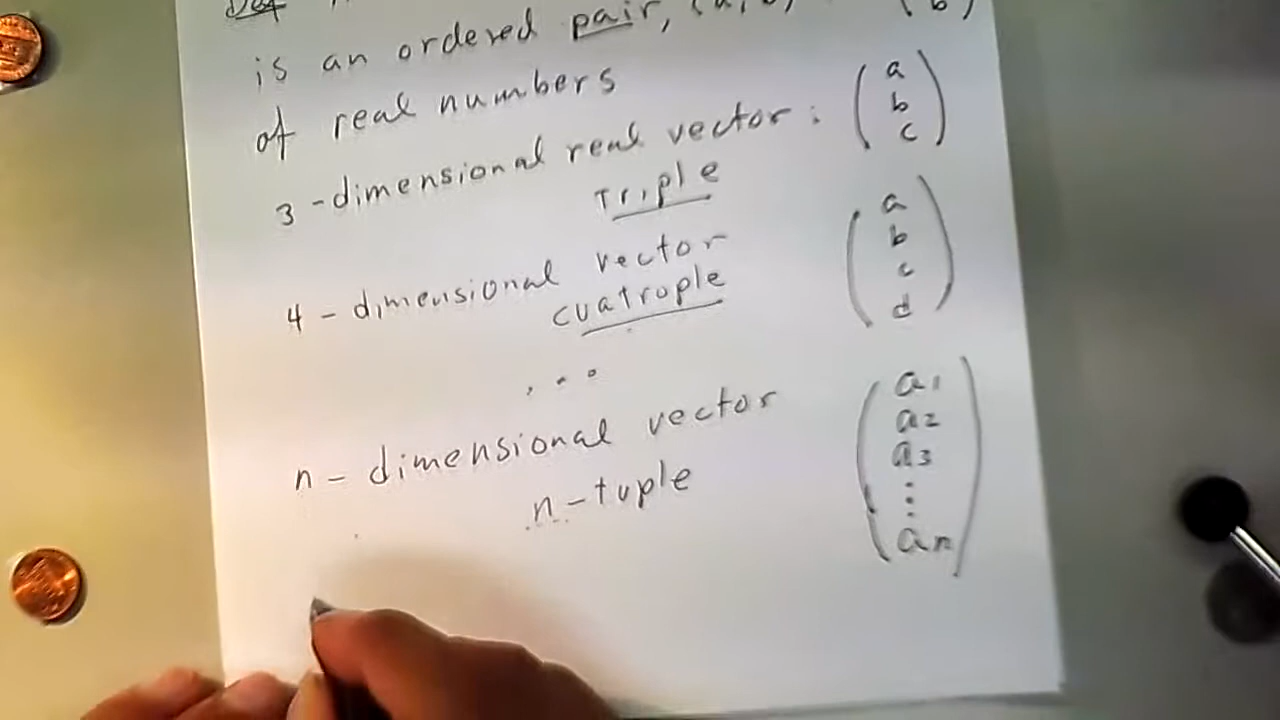 Def
is an ordered pair, (a, b)
of real numbers
3-dimensional real vector : (a b c)
Triple
4-dimensional vector (a b c d)
cuatrople
...
n-dimensional vector (a1 a2 a3 ⋮ an)
n-tuple